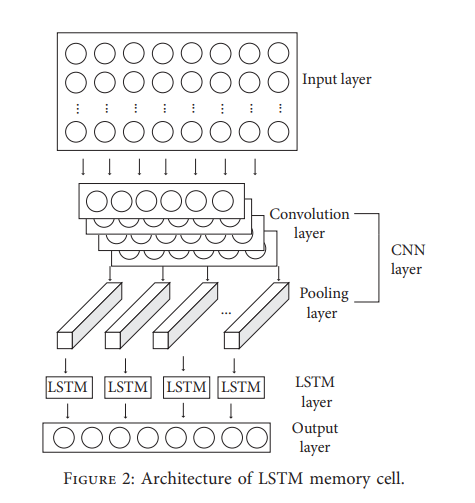 Input layer
Convolution
layer
CNN
layer
Pooling
layer
...
LSTM LSTM LSTM LSTM
LSTM
layer
Output
layer
FIGURE 2: Architecture of LSTM memory cell.